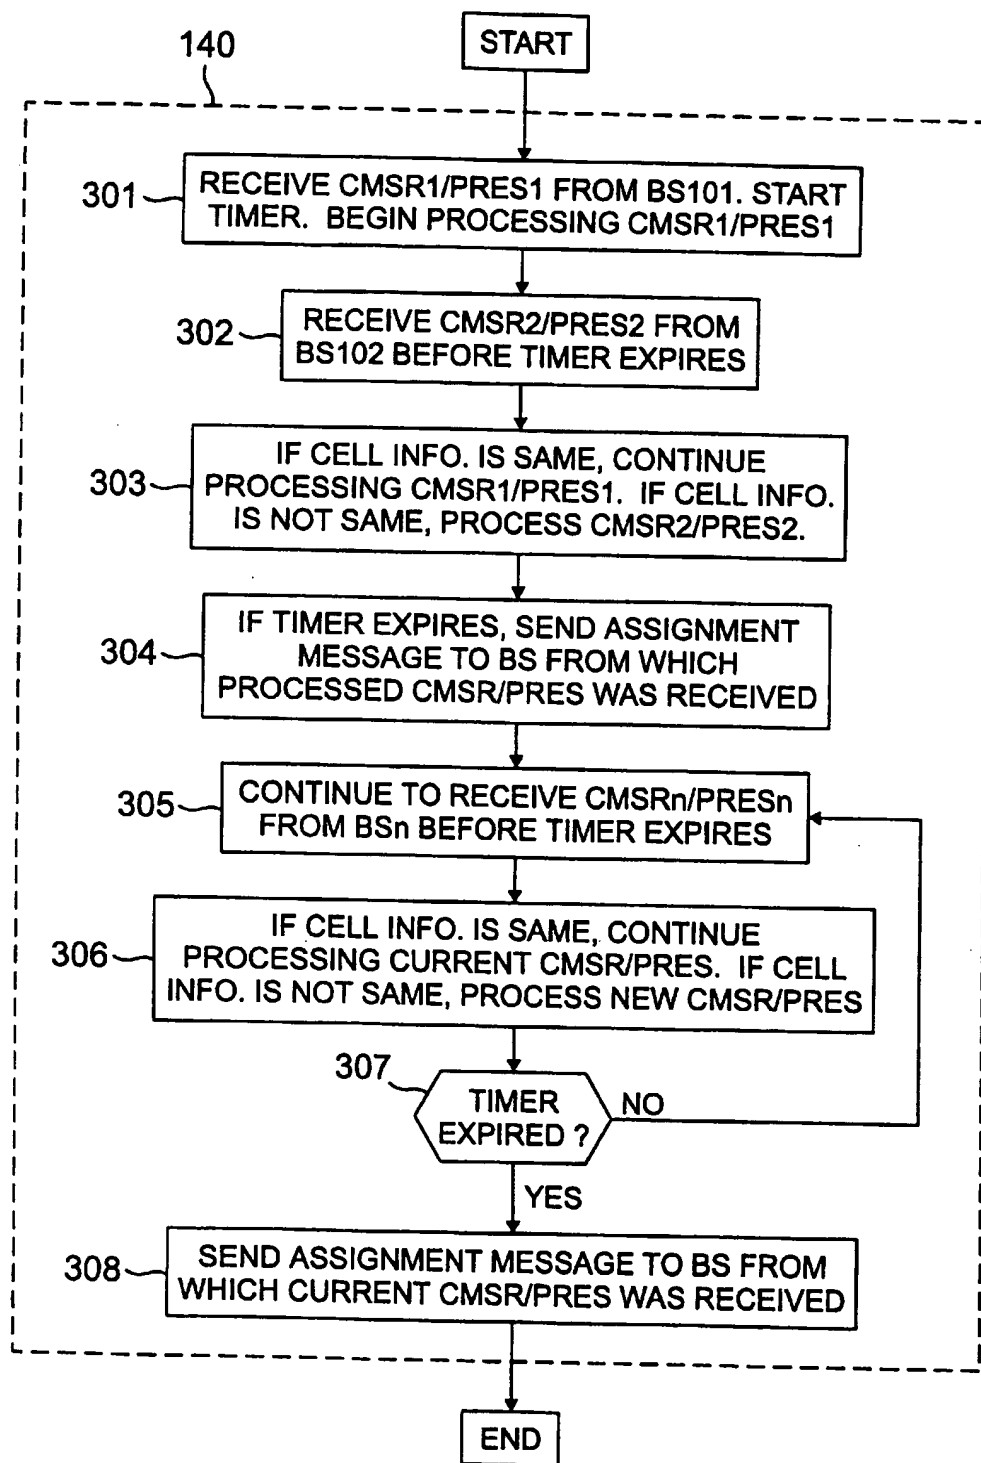 START
140
301
RECEIVE CMSR1/PRES1 FROM BS101. START
TIMER. BEGIN PROCESSING CMSR1/PRES1
302
RECEIVE CMSR2/PRES2 FROM
BS102 BEFORE TIMER EXPIRES
303
IF CELL INFO. IS SAME, CONTINUE
PROCESSING CMSR1/PRES1. IF CELL INFO.
IS NOT SAME, PROCESS CMSR2/PRES2.
304
IF TIMER EXPIRES, SEND ASSIGNMENT
MESSAGE TO BS FROM WHICH
PROCESSED CMSR/PRES WAS RECEIVED
305
CONTINUE TO RECEIVE CMSRn/PRESn
FROM BSn BEFORE TIMER EXPIRES
306
IF CELL INFO. IS SAME, CONTINUE
PROCESSING CURRENT CMSR/PRES. IF CELL
INFO. IS NOT SAME, PROCESS NEW CMSR/PRES
307
TIMER
EXPIRED ?
NO
YES
308
SEND ASSIGNMENT MESSAGE TO BS FROM
WHICH CURRENT CMSR/PRES WAS RECEIVED
END